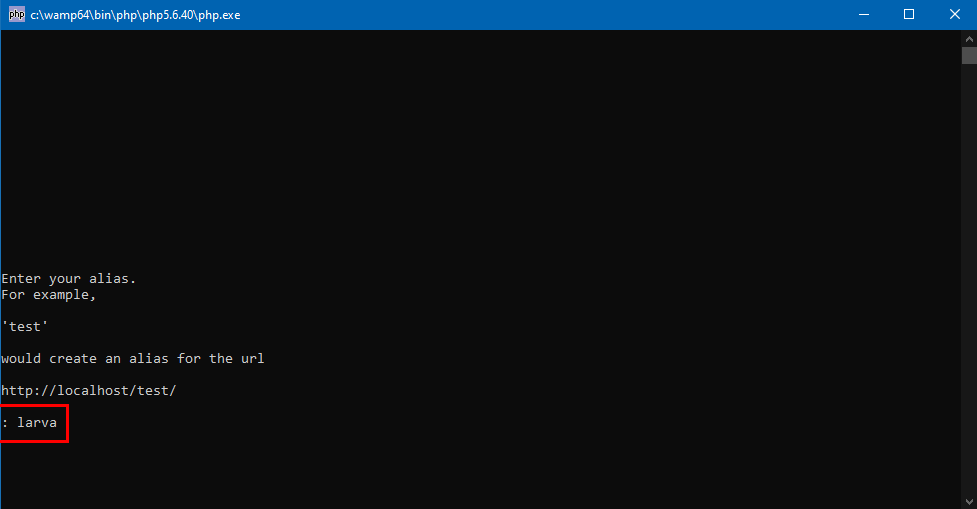 php c:\wamp64\bin\php\php5.6.40\php.exe
Enter your alias.
For example,
'test'
would create an alias for the url
http://localhost/test/
: larva